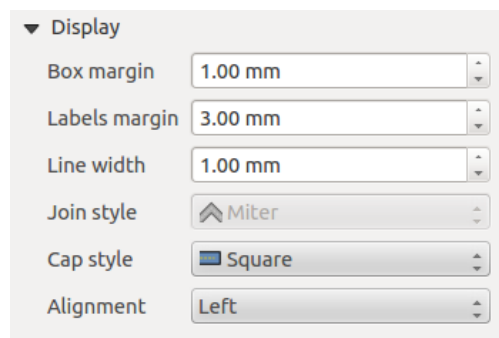 Display
Box margin 1.00 mm
Labels margin 3.00 mm
Line width 1.00 mm
Join style Miter
Cap style Square
Alignment Left